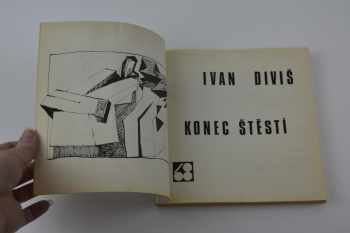 IVAN DIVIŠ
KONEC ŠTĚSTÍ